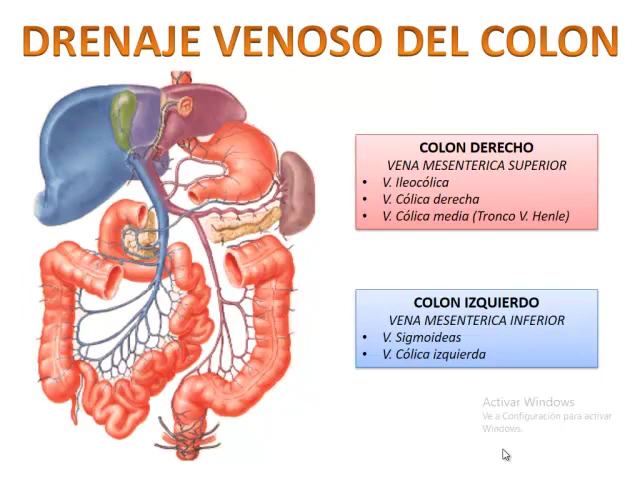 DRENAJE VENOSO DEL COLON
COLON DERECHO
VENA MESENTERICA SUPERIOR
• V. Ileocólica
• V. Cólica derecha
• V. Cólica media (Tronco V. Henle)
COLON IZQUIERDO
VENA MESENTERICA INFERIOR
• V. Sigmoideas
• V. Cólica izquierda
Activar Windows
Ve a Configuración para activar
Windows.